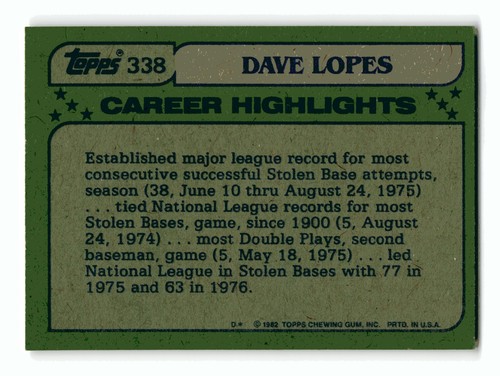 Topps® 338 DAVE LOPES
CAREER HIGHLIGHTS
Established major league record for most
consecutive successful Stolen Base attempts,
season (38, June 10 thru August 24, 1975)
. . . tied National League records for most
Stolen Bases, game, since 1900 (5, August
24, 1974) . . . most Double Plays, second
baseman, game (5, May 18, 1975) . . . led
National League in Stolen Bases with 77 in
1975 and 63 in 1976.
D* © 1982 TOPPS CHEWING GUM, INC. PRTD. IN U.S.A.